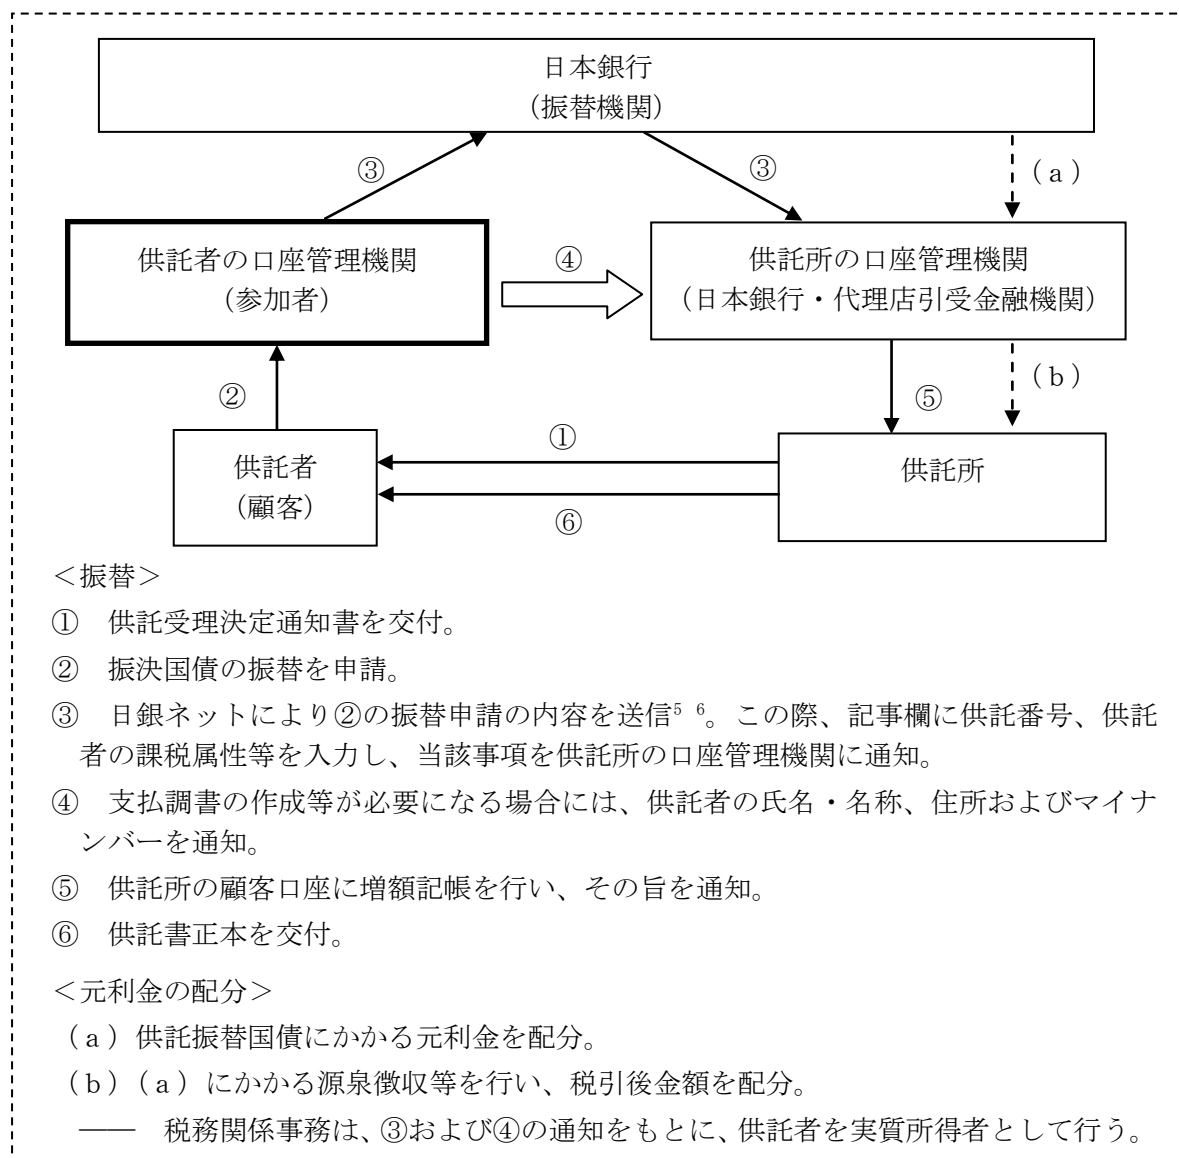 日本銀行
（振替機関）
③
③
（ａ）
供託者の口座管理機関
（参加者）
④
供託所の口座管理機関
（日本銀行・代理店引受金融機関）
②
⑤
（ｂ）
①
供託者
（顧客）
供託所
⑥
＜振替＞
①　供託受理決定通知書を交付。
②　振決国債の振替を申請。
③　日銀ネットにより②の振替申請の内容を送信5 6。この際、記事欄に供託番号、供託
者の課税属性等を入力し、当該事項を供託所の口座管理機関に通知。
④　支払調書の作成等が必要になる場合には、供託者の氏名・名称、住所およびマイナ
ンバーを通知。
⑤　供託所の顧客口座に増額記帳を行い、その旨を通知。
⑥　供託書正本を交付。
＜元利金の配分＞
（ａ）供託振替国債にかかる元利金を配分。
（ｂ）（ａ）にかかる源泉徴収等を行い、税引後金額を配分。
――　税務関係事務は、③および④の通知をもとに、供託者を実質所得者として行う。